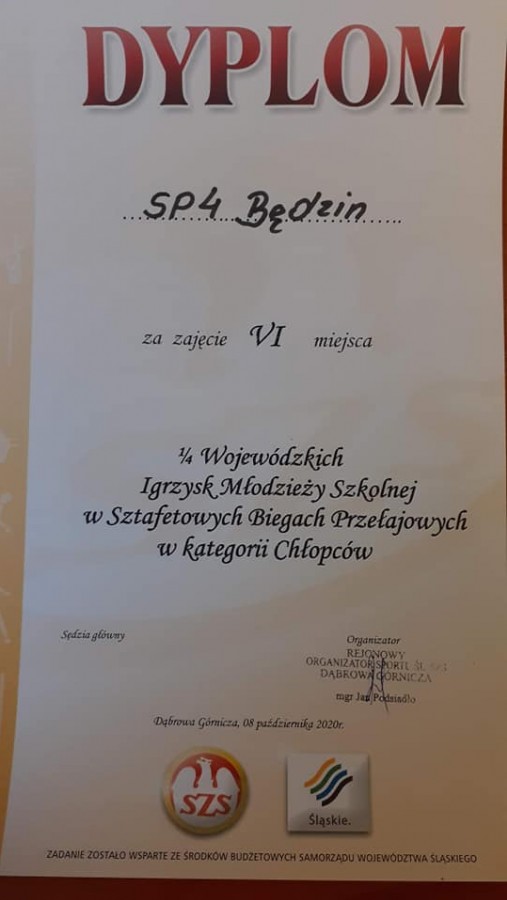 DYPLOM
SP4 Będzin
za zajęcie VI miejsca
¼ Wojewódzkich
Igrzysk Młodzieży Szkolnej
w Sztafetowych Biegach Przełajowych
w kategorii Chłopców
Sędzia główny
Organizator
REJONOWY
ORGANIZATOR SPORTU
DĄBROWA GÓRNICZA
mgr Jan
Dąbrowa Górnicza, 08 października 2020r.
SZS
Śląskie.
ZADANIE ZOSTAŁO WSPARTE ZE ŚRODKÓW BUDŻETOWYCH SAMORZĄDU WOJEWÓDZTWA ŚLĄSKIEGO